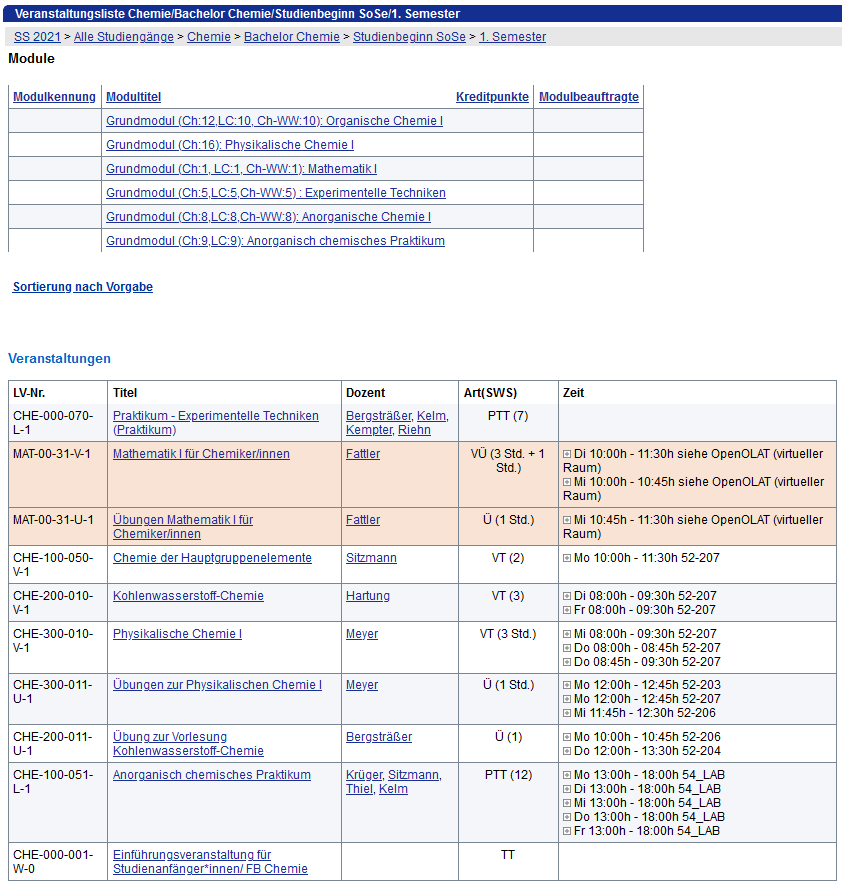 Veranstaltungsliste Chemie/Bachelor Chemie/Studienbeginn SoSe/1. Semester
SS 2021 > Alle Studiengänge > Chemie > Bachelor Chemie > Studienbeginn SoSe > 1. Semester
Module
Modulkennung Modultitel Kreditpunkte Modulbeauftragte
Grundmodul (Ch:12,LC:10, Ch-WW:10): Organische Chemie I
Grundmodul (Ch:16): Physikalische Chemie I
Grundmodul (Ch:1, LC:1, Ch-WW:1): Mathematik I
Grundmodul (Ch:5,LC:5,Ch-WW:5) : Experimentelle Techniken
Grundmodul (Ch:8,LC:8,Ch-WW:8): Anorganische Chemie I
Grundmodul (Ch:9,LC:9): Anorganisch chemisches Praktikum
Sortierung nach Vorgabe
Veranstaltungen
LV-Nr. Titel Dozent Art(SWS) Zeit
CHE-000-070- Praktikum - Experimentelle Techniken Bergsträßer, Kelm, PTT (7)
L-1 (Praktikum) Kempter, Riehn
MAT-00-31-V-1 Mathematik I für Chemiker/innen Fattler VÜ (3 Std. + 1 Di 10:00h - 11:30h siehe OpenOLAT (virtueller
Std.) Raum)
Mi 10:00h - 10:45h siehe OpenOLAT (virtueller
Raum)
MAT-00-31-U-1 Übungen Mathematik I für Fattler Ü (1 Std.) Mi 10:45h - 11:30h siehe OpenOLAT (virtueller
Chemiker/innen Raum)
CHE-100-050- Chemie der Hauptgruppenelemente Sitzmann VT (2) Mo 10:00h - 11:30h 52-207
V-1
CHE-200-010- Kohlenwasserstoff-Chemie Hartung VT (3) Di 08:00h - 09:30h 52-207
V-1 Fr 08:00h - 09:30h 52-207
CHE-300-010- Physikalische Chemie I Meyer VT (3 Std.) Mi 08:00h - 09:30h 52-207
V-1 Do 08:00h - 08:45h 52-207
Do 08:45h - 09:30h 52-207
CHE-300-011- Übungen zur Physikalischen Chemie I Meyer Ü (1 Std.) Mo 12:00h - 12:45h 52-203
U-1 Mo 12:00h - 12:45h 52-207
Mi 11:45h - 12:30h 52-206
CHE-200-011- Übung zur Vorlesung Bergsträßer Ü (1) Mo 10:00h - 10:45h 52-206
U-1 Kohlenwasserstoff-Chemie Do 12:00h - 13:30h 52-204
CHE-100-051- Anorganisch chemisches Praktikum Krüger, Sitzmann, PTT (12) Mo 13:00h - 18:00h 54_LAB
L-1 Thiel, Kelm Di 13:00h - 18:00h 54_LAB
Mi 13:00h - 18:00h 54_LAB
Do 13:00h - 18:00h 54_LAB
Fr 13:00h - 18:00h 54_LAB
CHE-000-001- Einführungsveranstaltung für TT
W-0 Studienanfänger*innen/ FB Chemie